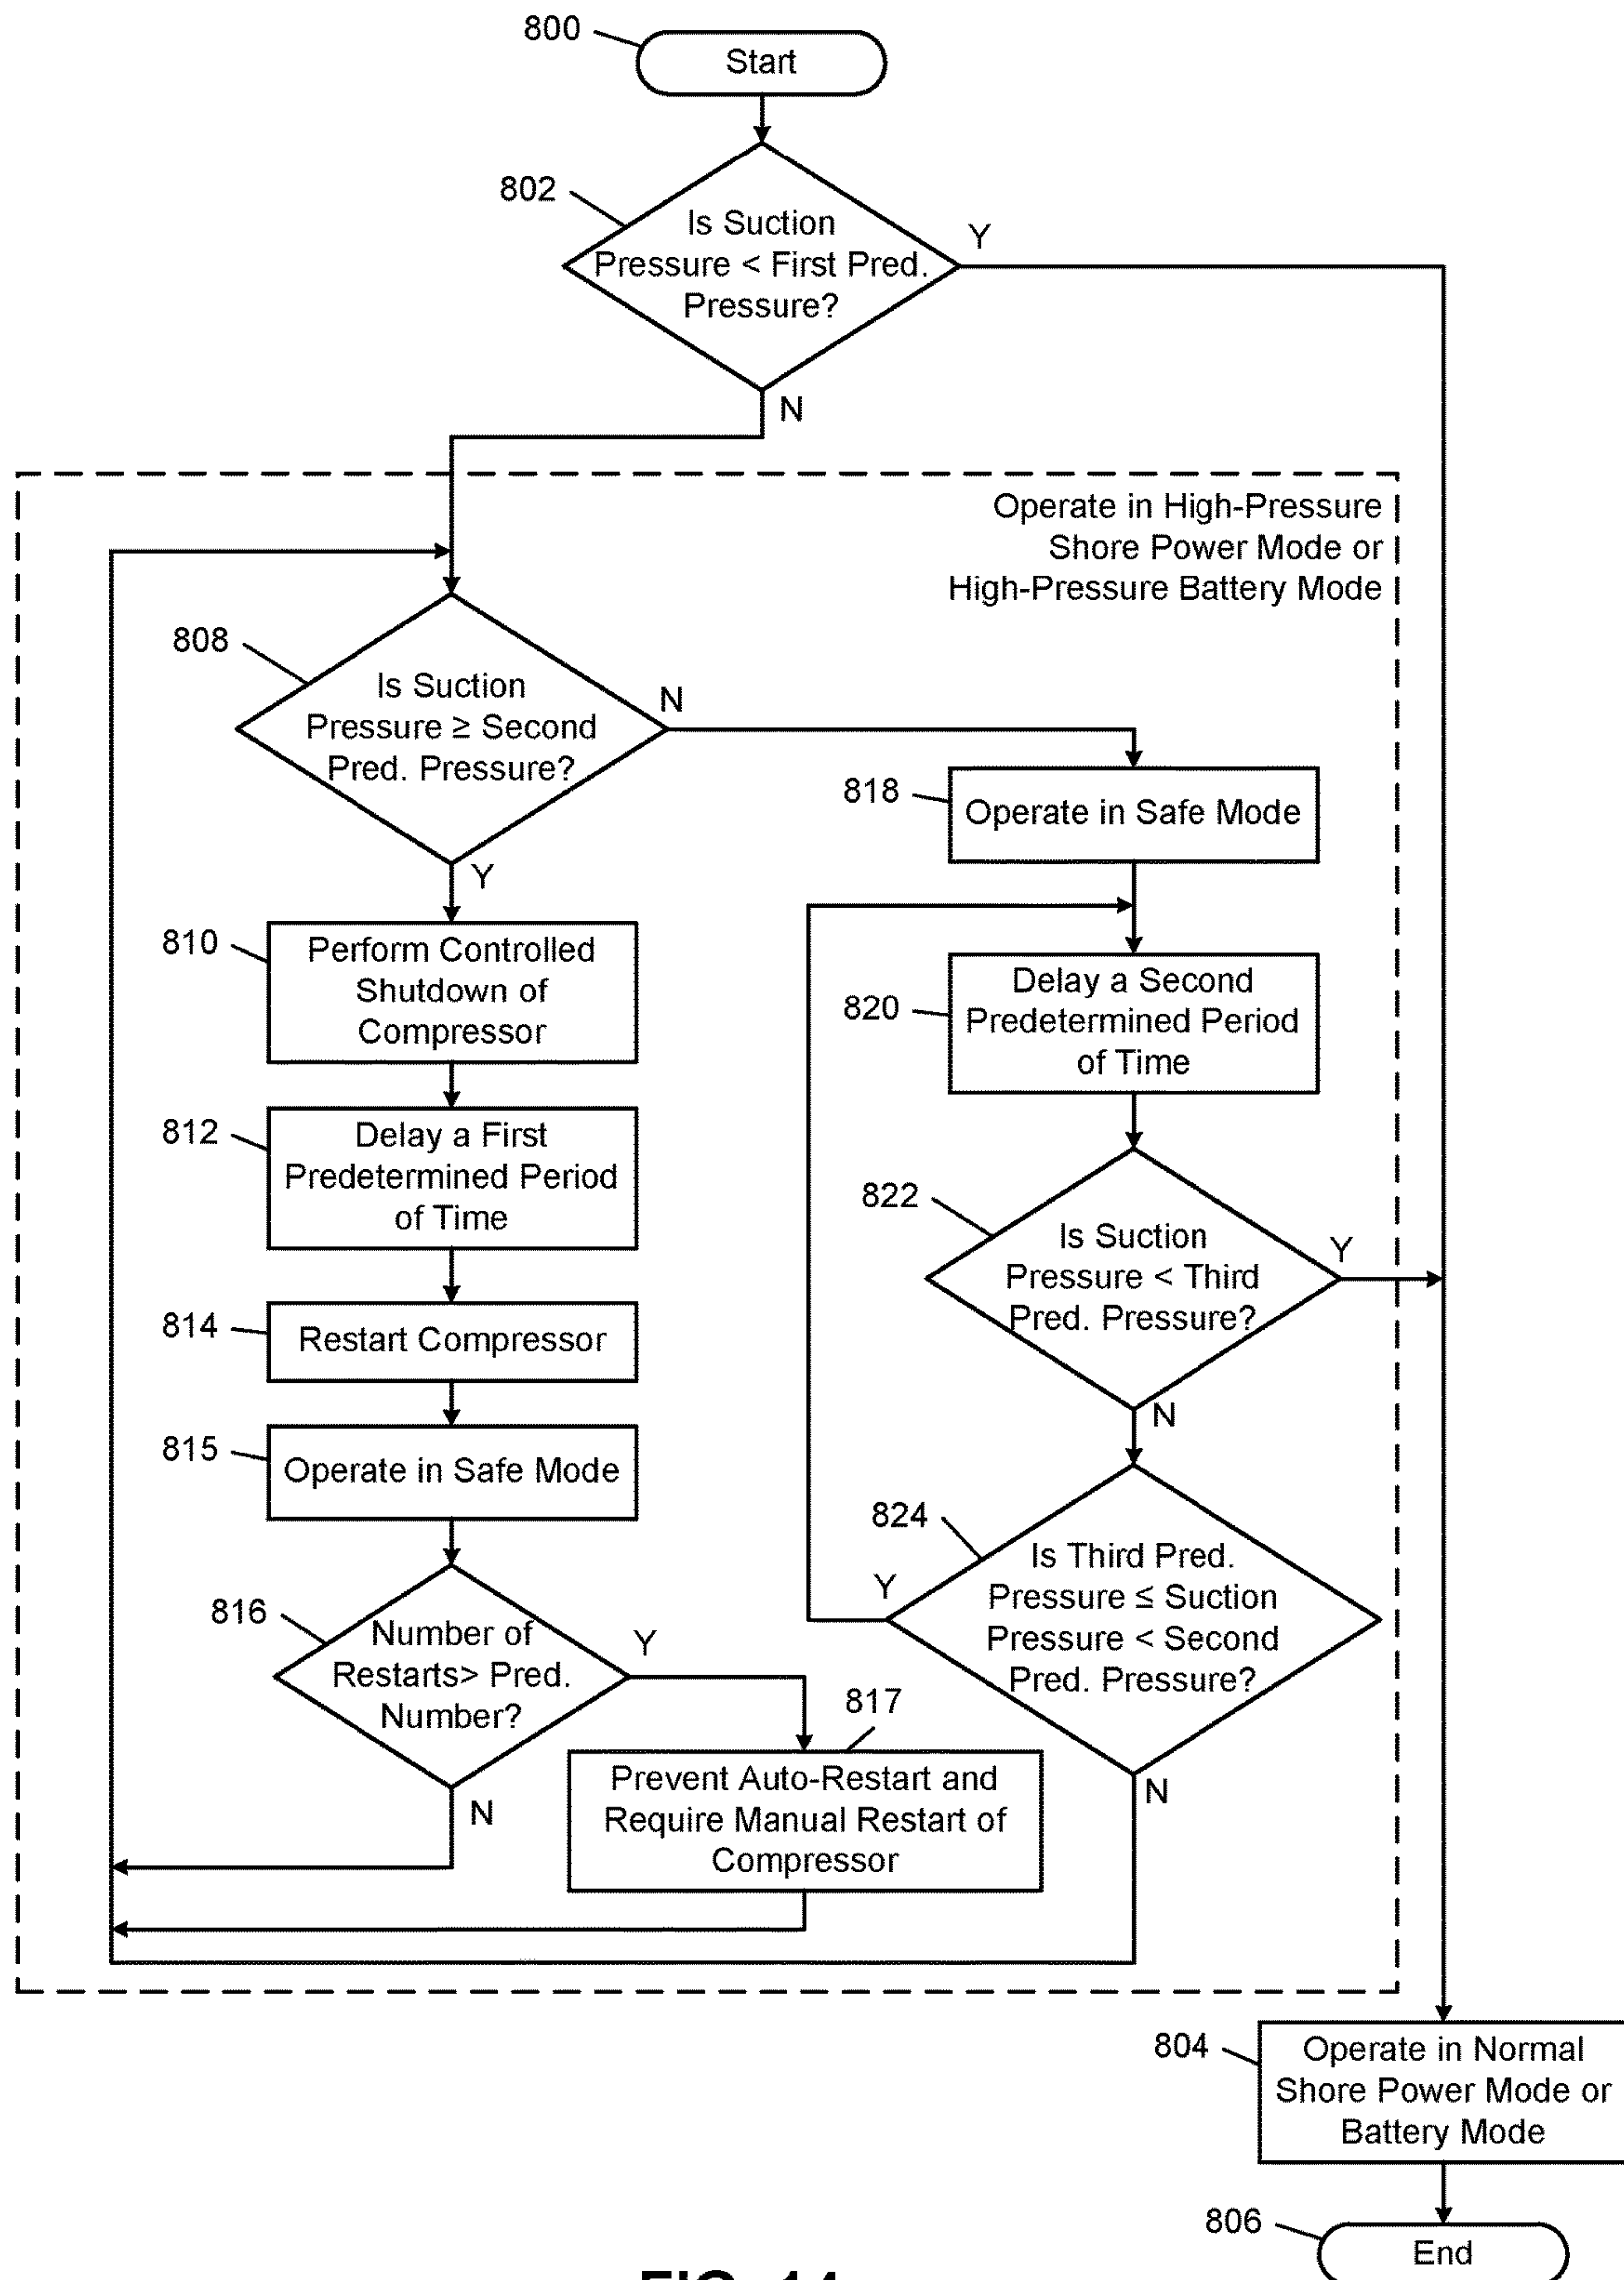 800
Start
802
Is Suction
Pressure < First Pred.
Pressure?
Y
N
Operate in High-Pressure
Shore Power Mode or
High-Pressure Battery Mode
808
Is Suction
Pressure ≥ Second
Pred. Pressure?
N
Y
810
Perform Controlled
Shutdown of
Compressor
812
Delay a First
Predetermined Period
of Time
814
Restart Compressor
815
Operate in Safe Mode
816
Number of
Restarts> Pred.
Number?
Y
N
817
Prevent Auto-Restart and
Require Manual Restart of
Compressor
818
Operate in Safe Mode
820
Delay a Second
Predetermined Period
of Time
822
Is Suction
Pressure < Third
Pred. Pressure?
Y
N
824
Is Third Pred.
Pressure ≤ Suction
Pressure < Second
Pred. Pressure?
Y
N
804
Operate in Normal
Shore Power Mode or
Battery Mode
806
End
FIG. 14